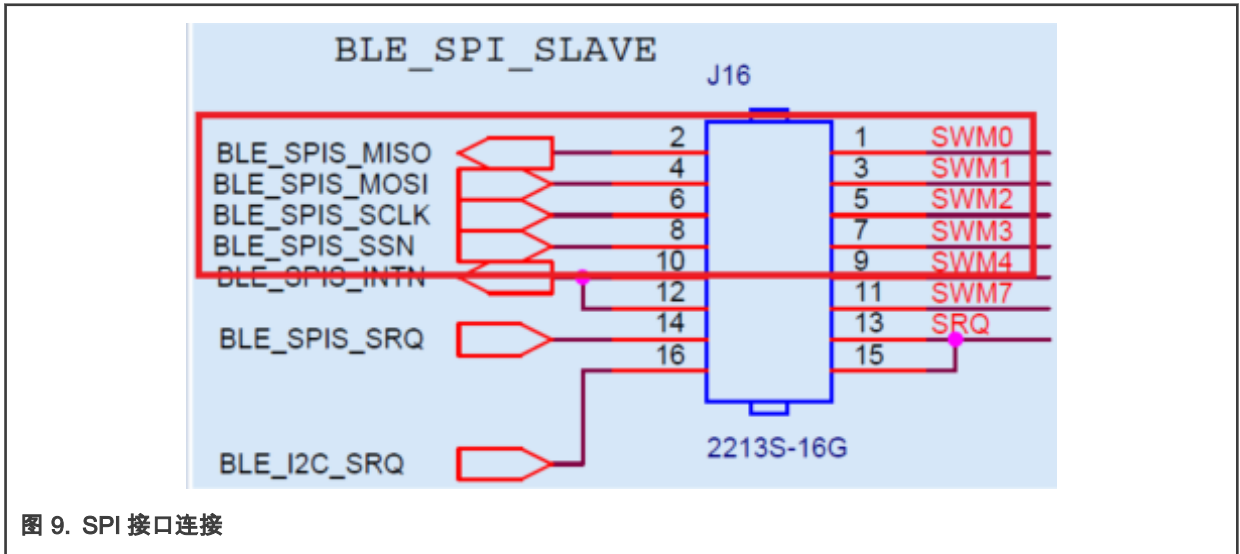 BLE_SPI_SLAVE
J16
BLE_SPIS_MISO 2 1 SWM0
BLE_SPIS_MOSI 4 3 SWM1
BLE_SPIS_SCLK 6 5 SWM2
BLE_SPIS_SSN 8 7 SWM3
BLE_SPIS_INTN 10 9 SWM4
12 11 SWM7
BLE_SPIS_SRQ 14 13 SRQ
16 15
BLE_I2C_SRQ
2213S-16G
图 9. SPI 接口连接